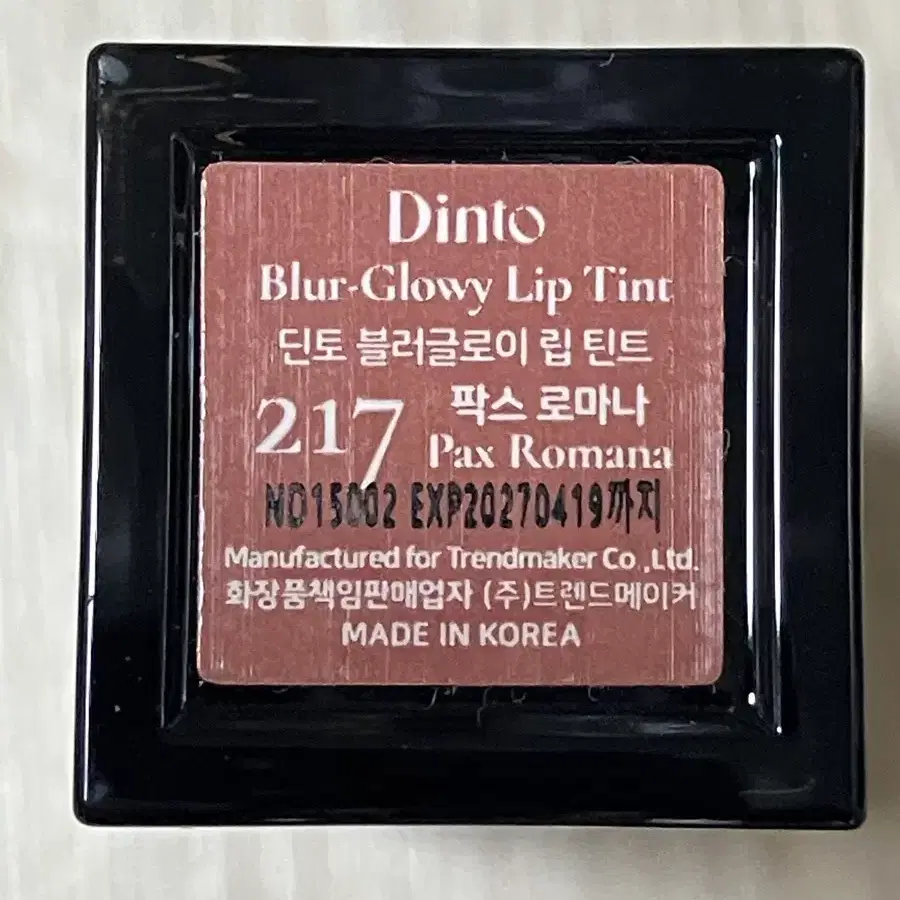 Dinto
Blur-Glowy Lip Tint
딘토 블러글로이 립 틴트
217 팍스 로마나
Pax Romana
ND15002 EXP20270419까지
Manufactured for Trendmaker Co.,Ltd.
화장품책임판매업자 (주)트렌드메이커
MADE IN KOREA